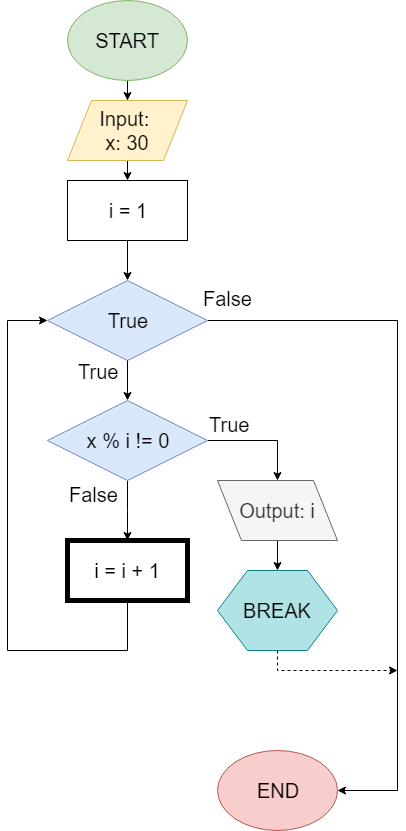 START
Input:
x: 30
i = 1
False
True
True
True
x % i != 0
False
Output: i
i = i + 1
BREAK
END